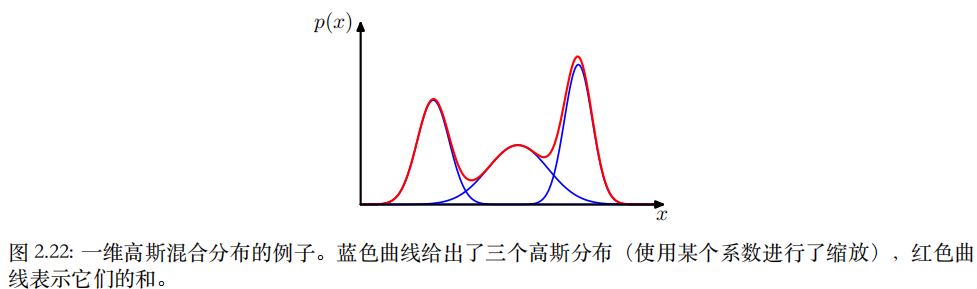 p(x)
x
图 2.22: 一维高斯混合分布的例子。蓝色曲线给出了三个高斯分布（使用某个系数进行了缩放）, 红色曲
线表示它们的和。